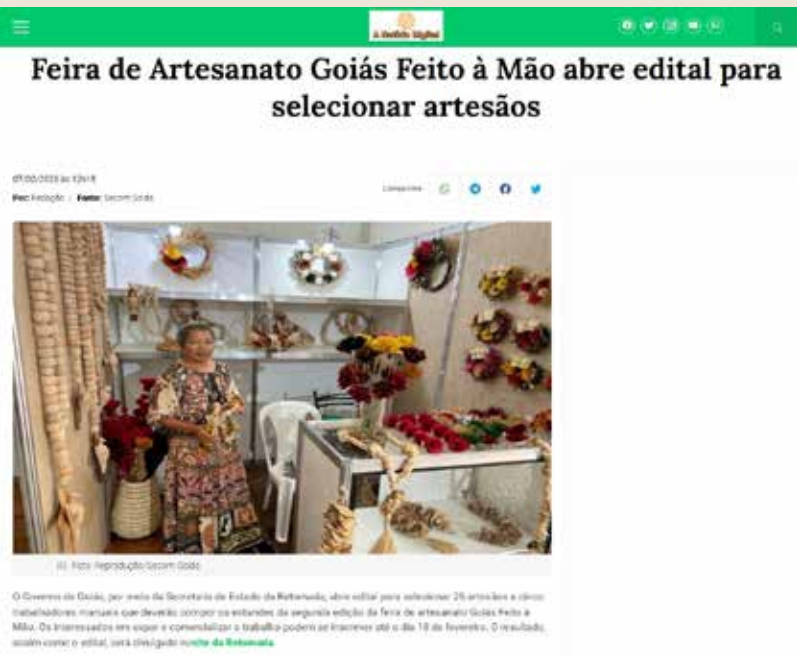 A Notícia Digital
Feira de Artesanato Goiás Feito à Mão abre edital para
selecionar artesãos
Por: Redação / Fonte: Secom Goiás
Foto: Reprodução/Secom Goiás
O Governo de Goiás, por meio da Secretaria de Estado da Retomada, abre edital para selecionar 25 artesãos e cinco
trabalhadores manuais que deverão compor os estandes da segunda edição da feira de artesanato Goiás Feito à
Mão. Os interessados em expor e comercializar o trabalho podem se inscrever até o dia 18 de fevereiro. O resultado,
assim como o edital, será divulgado no site da Retomada.